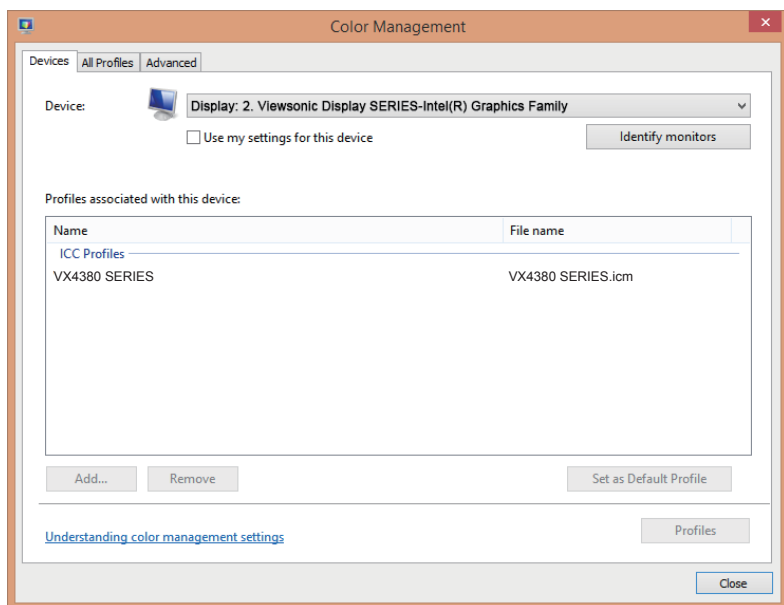 Color Management
Devices All Profiles Advanced
Device: Display: 2. Viewsonic Display SERIES-Intel(R) Graphics Family
Use my settings for this device Identify monitors
Profiles associated with this device:
Name File name
ICC Profiles
VX4380 SERIES VX4380 SERIES.icm
Add... Remove Set as Default Profile
Understanding color management settings Profiles
Close